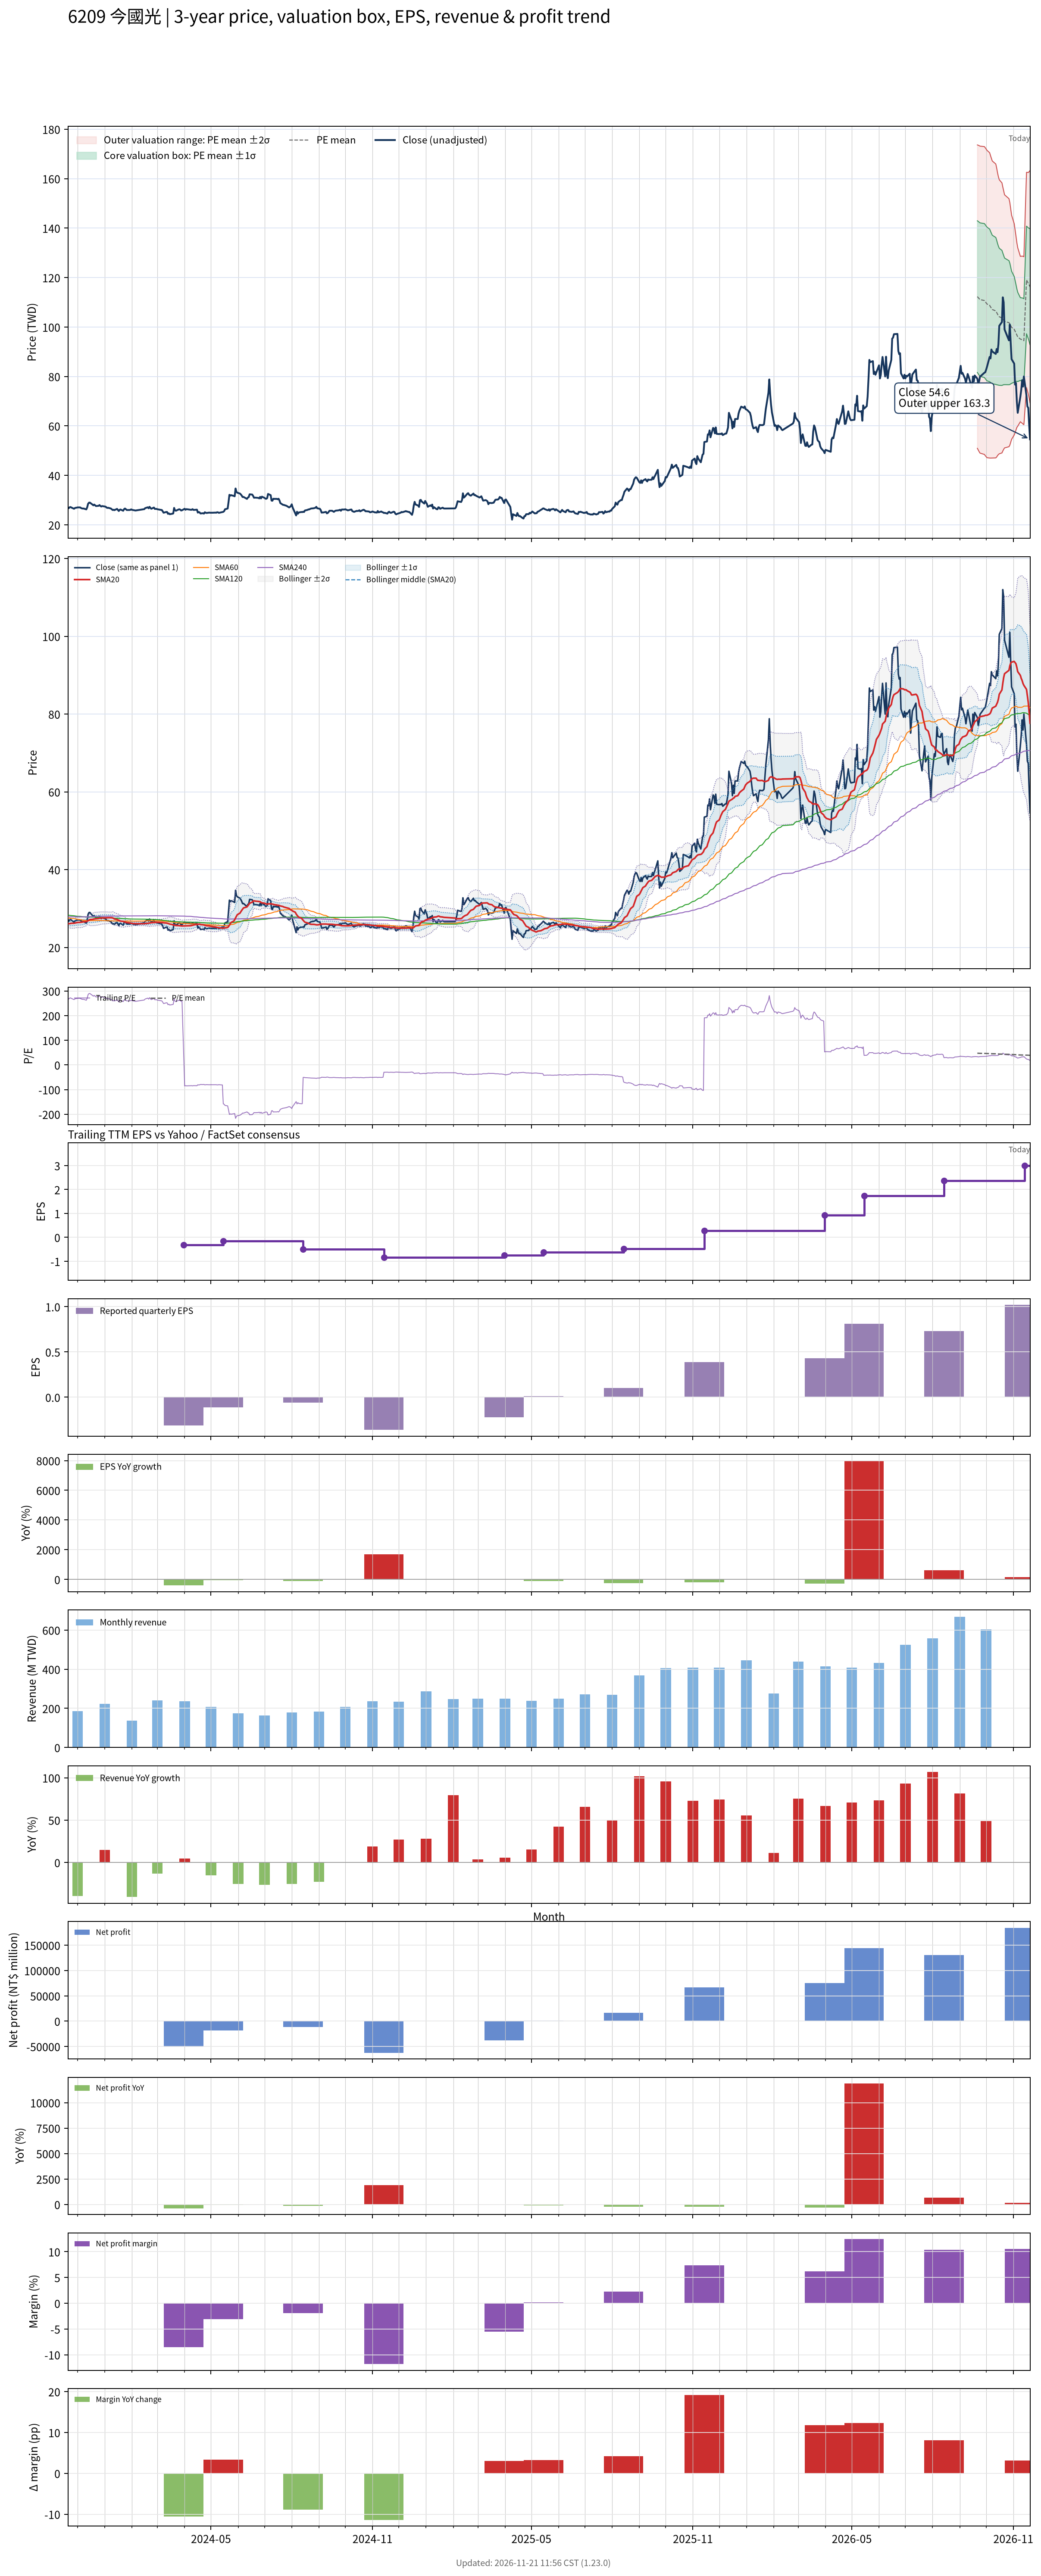 6209 今國光 | 3-year price, valuation box, EPS, revenue & profit trend
Outer valuation range: PE mean ±2σ
Core valuation box: PE mean ±1σ
PE mean
Close (unadjusted)
Today
180
160
140
120
100
80
60
40
20
Price (TWD)
Close 54.6
Outer upper 163.3
Close (same as panel 1)
SMA20
SMA60
SMA120
SMA240
Bollinger ±2σ
Bollinger ±1σ
Bollinger middle (SMA20)
120
100
80
60
40
20
Price
Trailing P/E
P/E mean
300
200
100
0
-100
-200
P/E
Trailing TTM EPS vs Yahoo / FactSet consensus
Today
3
2
1
0
-1
EPS
Reported quarterly EPS
1.0
0.5
0.0
EPS
EPS YoY growth
8000
6000
4000
2000
0
YoY (%)
Monthly revenue
600
400
200
0
Revenue (M TWD)
Revenue YoY growth
100
50
0
YoY (%)
Month
Net profit
150000
100000
50000
0
-50000
Net profit (NT$ million)
Net profit YoY
10000
7500
5000
2500
0
YoY (%)
Net profit margin
10
5
0
-5
-10
Margin (%)
Margin YoY change
20
10
0
-10
Δ margin (pp)
2024-05
2024-11
2025-05
2025-11
2026-05
2026-11
Updated: 2026-11-21 11:56 CST (1.23.0)